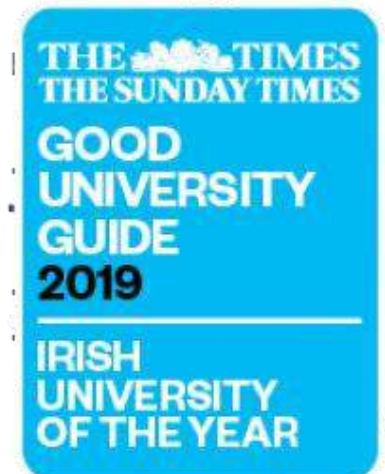 THE TIMES
THE SUNDAY TIMES
GOOD
UNIVERSITY
GUIDE
2019
IRISH
UNIVERSITY
OF THE YEAR